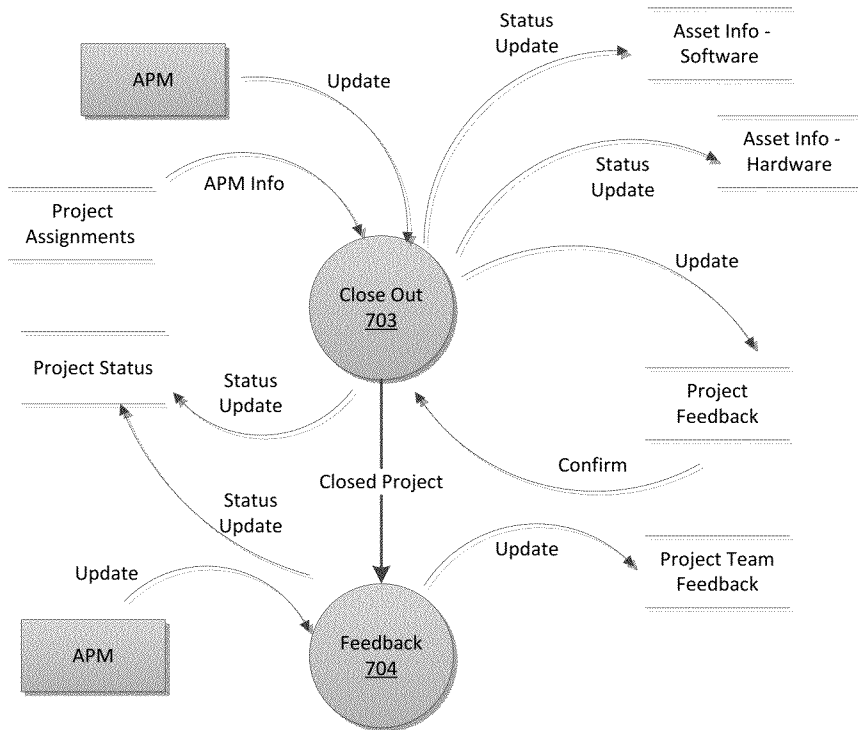 Status
Update
Asset Info -
Software
APM
Update
Asset Info -
Hardware
Status
Update
APM Info
Project
Assignments
Update
Close Out
703
Project Status
Status
Update
Project
Feedback
Confirm
Closed Project
Status
Update
Update
Project Team
Feedback
Update
APM
Feedback
704